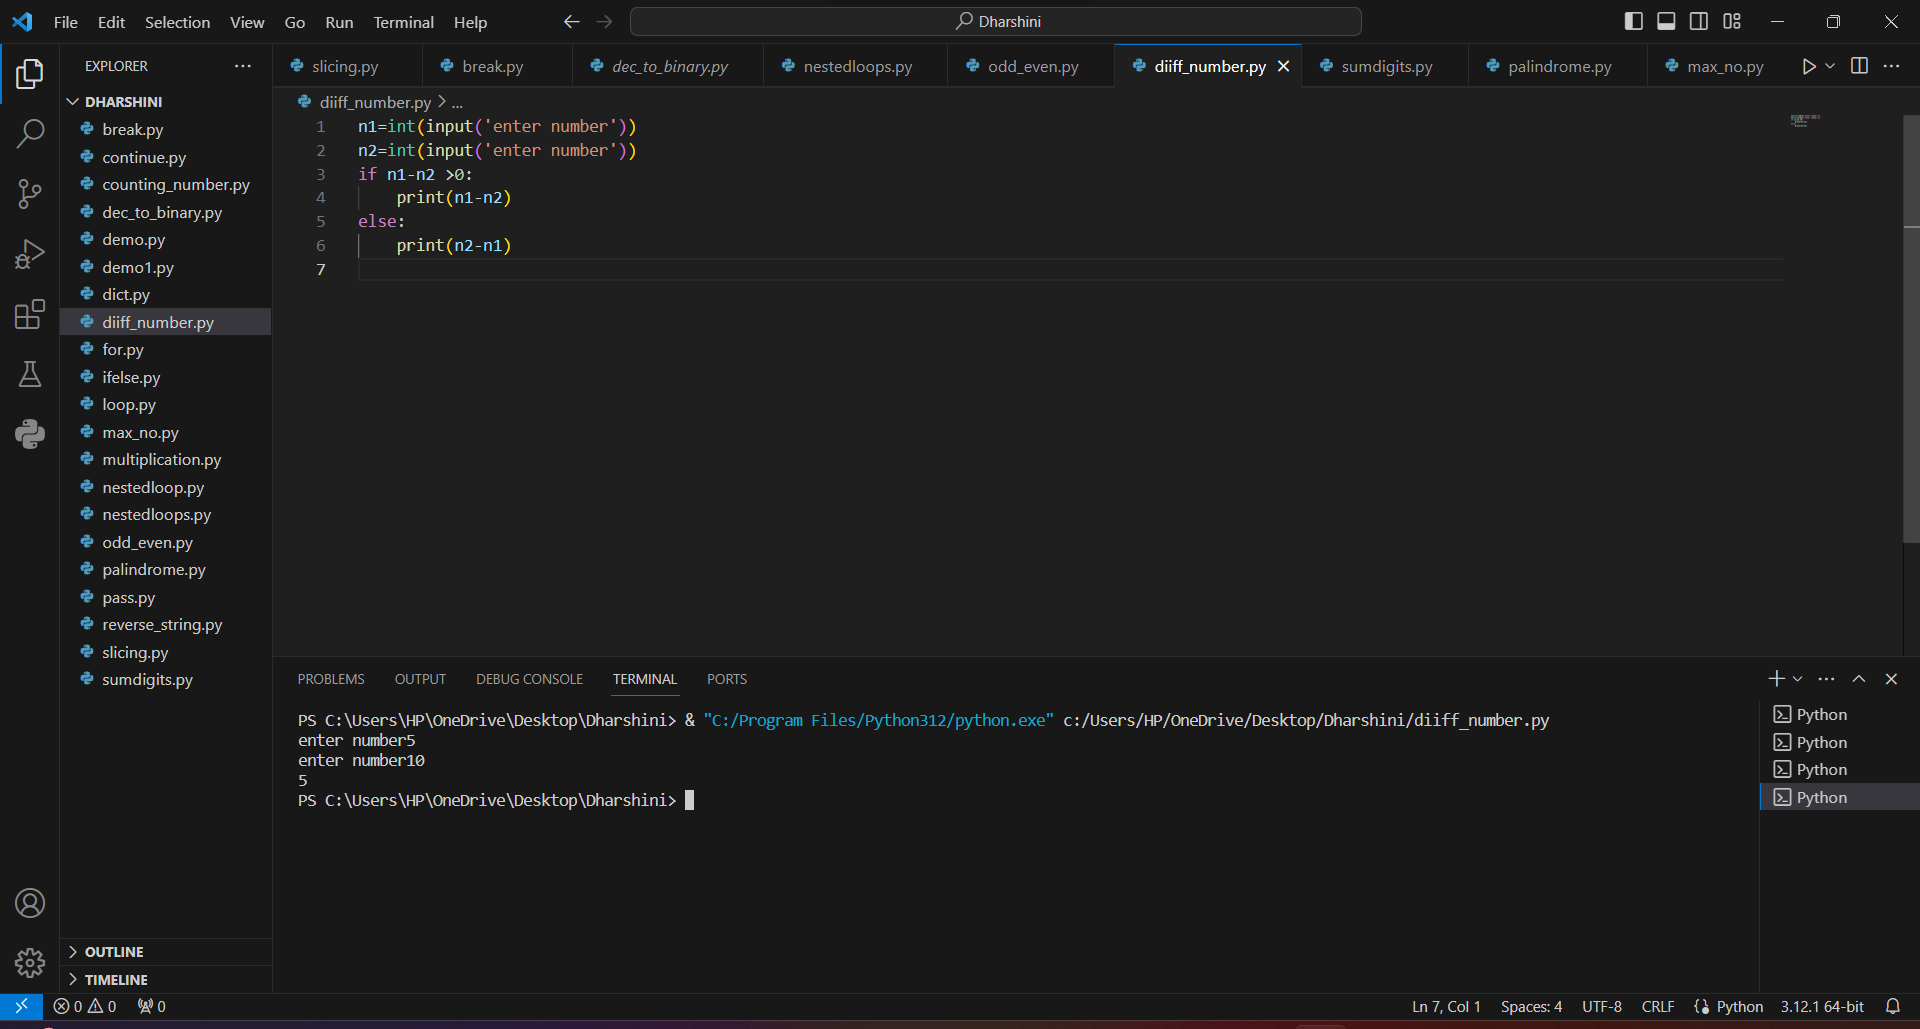 File Edit Selection View Go Run Terminal Help
Dharshini
EXPLORER
DHARSHINI
break.py
continue.py
counting_number.py
dec_to_binary.py
demo.py
demo1.py
dict.py
diiff_number.py
for.py
ifelse.py
loop.py
max_no.py
multiplication.py
nestedloop.py
nestedloops.py
odd_even.py
palindrome.py
pass.py
reverse_string.py
slicing.py
sumdigits.py
OUTLINE
TIMELINE
slicing.py break.py dec_to_binary.py nestedloops.py odd_even.py diiff_number.py sumdigits.py palindrome.py max_no.py
diiff_number.py > ...
1 n1=int(input('enter number'))
2 n2=int(input('enter number'))
3 if n1-n2 >0:
4 print(n1-n2)
5 else:
6 print(n2-n1)
7
PROBLEMS OUTPUT DEBUG CONSOLE TERMINAL PORTS
PS C:\Users\HP\OneDrive\Desktop\Dharshini> & "C:/Program Files/Python312/python.exe" c:/Users/HP/OneDrive/Desktop/Dharshini/diiff_number.py
enter number5
enter number10
5
PS C:\Users\HP\OneDrive\Desktop\Dharshini>
Python
Python
Python
Python
0 0 0 Ln 7, Col 1 Spaces: 4 UTF-8 CRLF Python 3.12.1 64-bit